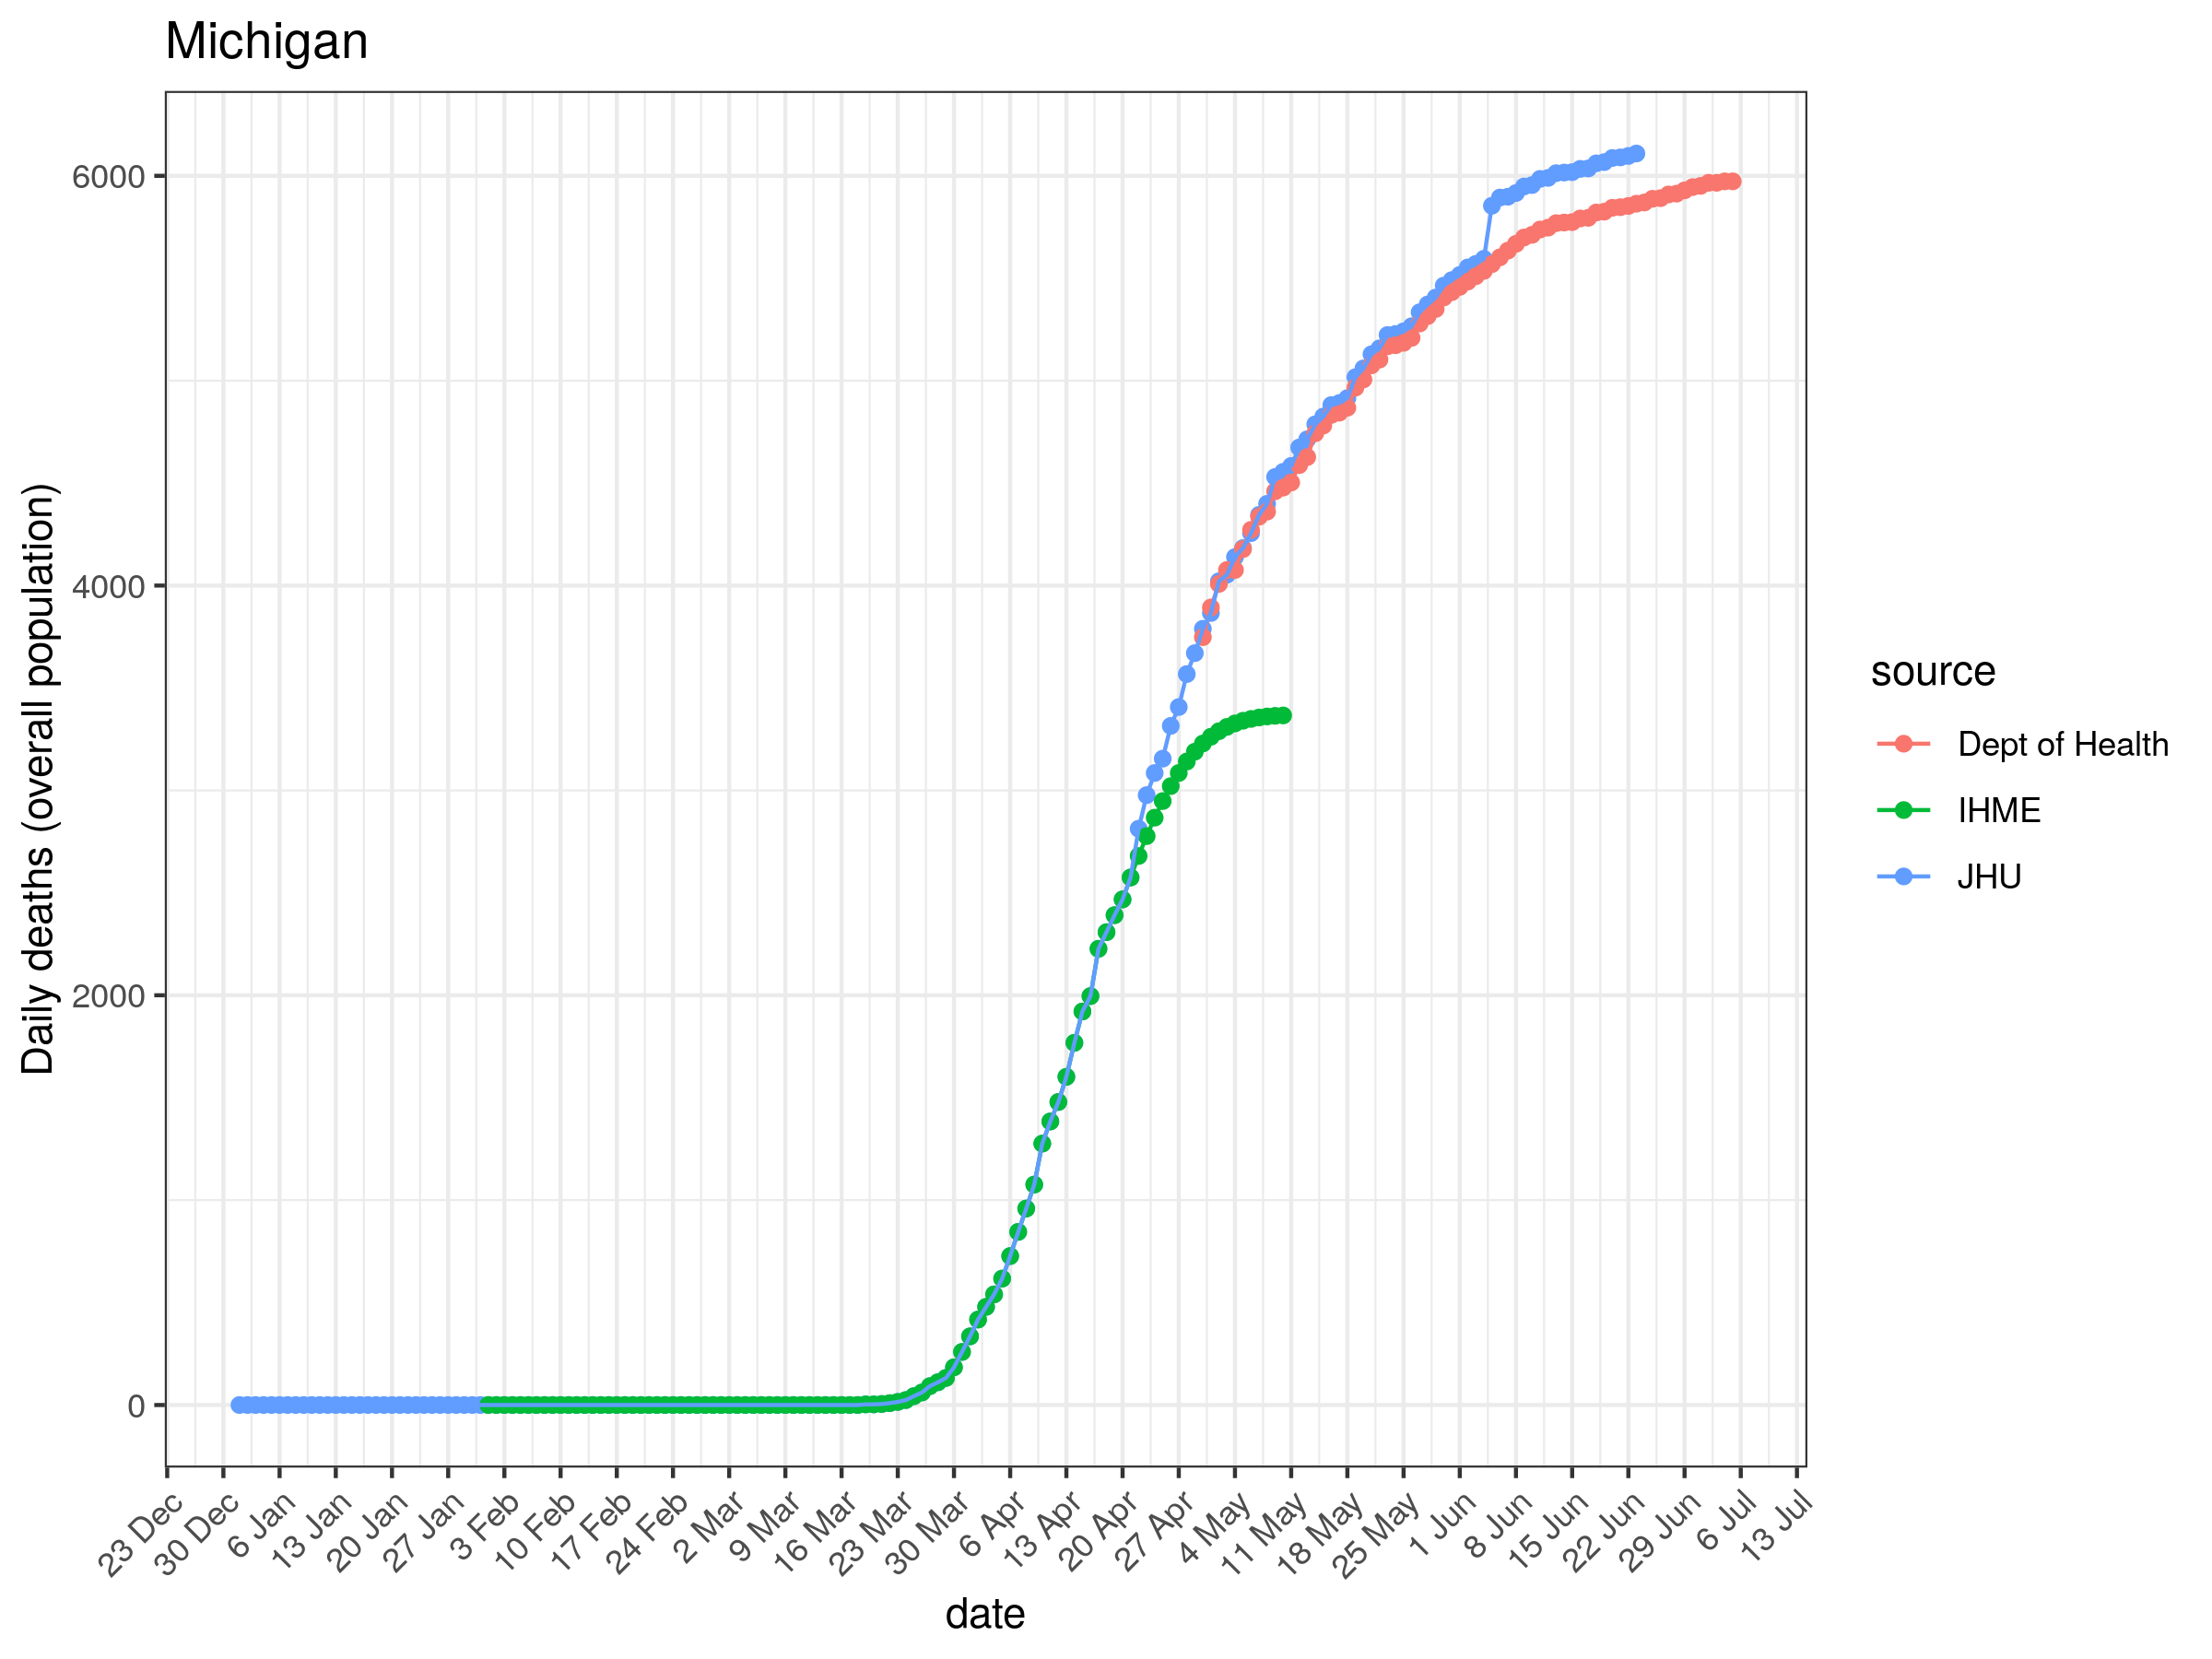 Michigan
Daily deaths (overall population)
6000
4000
2000
0
23 Dec
30 Dec
6 Jan
13 Jan
20 Jan
27 Jan
3 Feb
10 Feb
17 Feb
24 Feb
2 Mar
9 Mar
16 Mar
23 Mar
30 Mar
6 Apr
13 Apr
20 Apr
27 Apr
4 May
11 May
18 May
25 May
1 Jun
8 Jun
15 Jun
22 Jun
29 Jun
6 Jul
13 Jul
date
source
Dept of Health
IHME
JHU